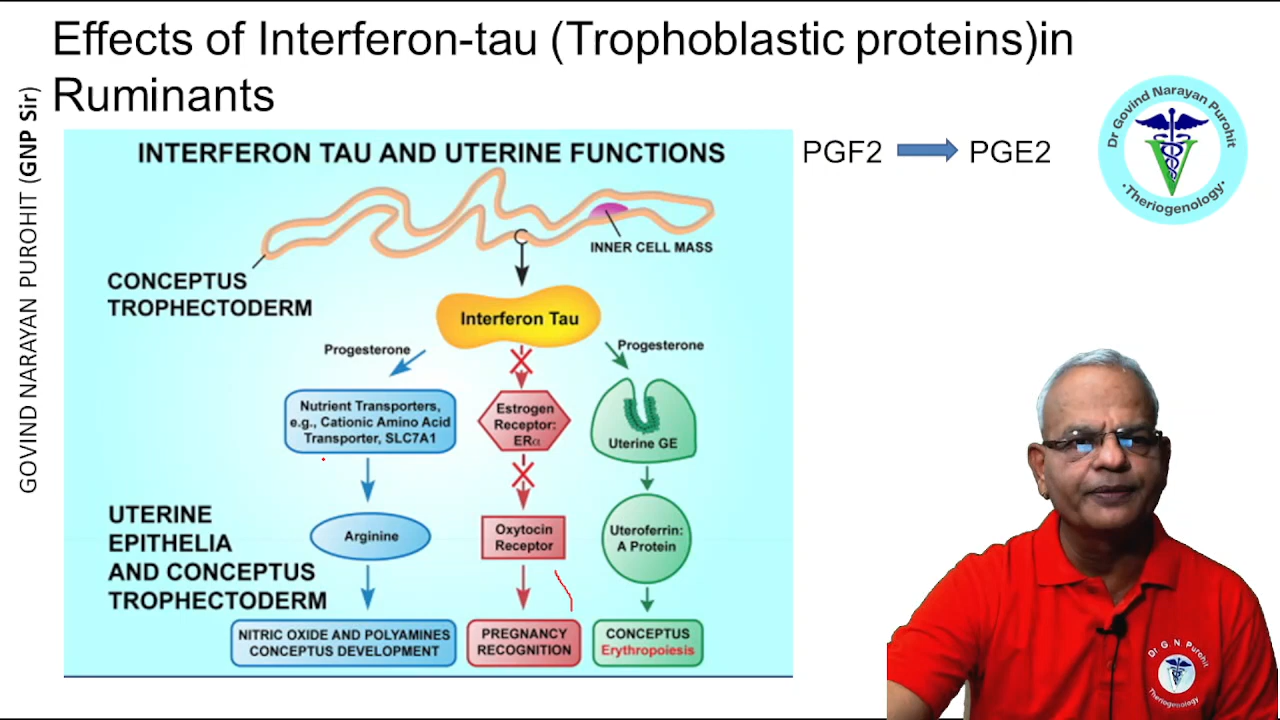 Effects of Interferon-tau (Trophoblastic proteins)in
Ruminants
GOVIND NARAYAN PUROHIT (GNP Sir)
INTERFERON TAU AND UTERINE FUNCTIONS
PGF2
PGE2
Dr Govind Narayan Purohit
·Theriogenology·
INNER CELL MASS
CONCEPTUS
TROPHECTODERM
Interferon Tau
Progesterone
Progesterone
Nutrient Transporters,
e.g., Cationic Amino Acid
Transporter, SLC7A1
Estrogen
Receptor:
ERα
Uterine GE
UTERINE
EPITHELIA
AND CONCEPTUS
TROPHECTODERM
Arginine
Oxytocin
Receptor
Uteroferrin:
A Protein
NITRIC OXIDE AND POLYAMINES
CONCEPTUS DEVELOPMENT
PREGNANCY
RECOGNITION
CONCEPTUS
Erythropoiesis
Dr G. N. Purohit
Theriogenology